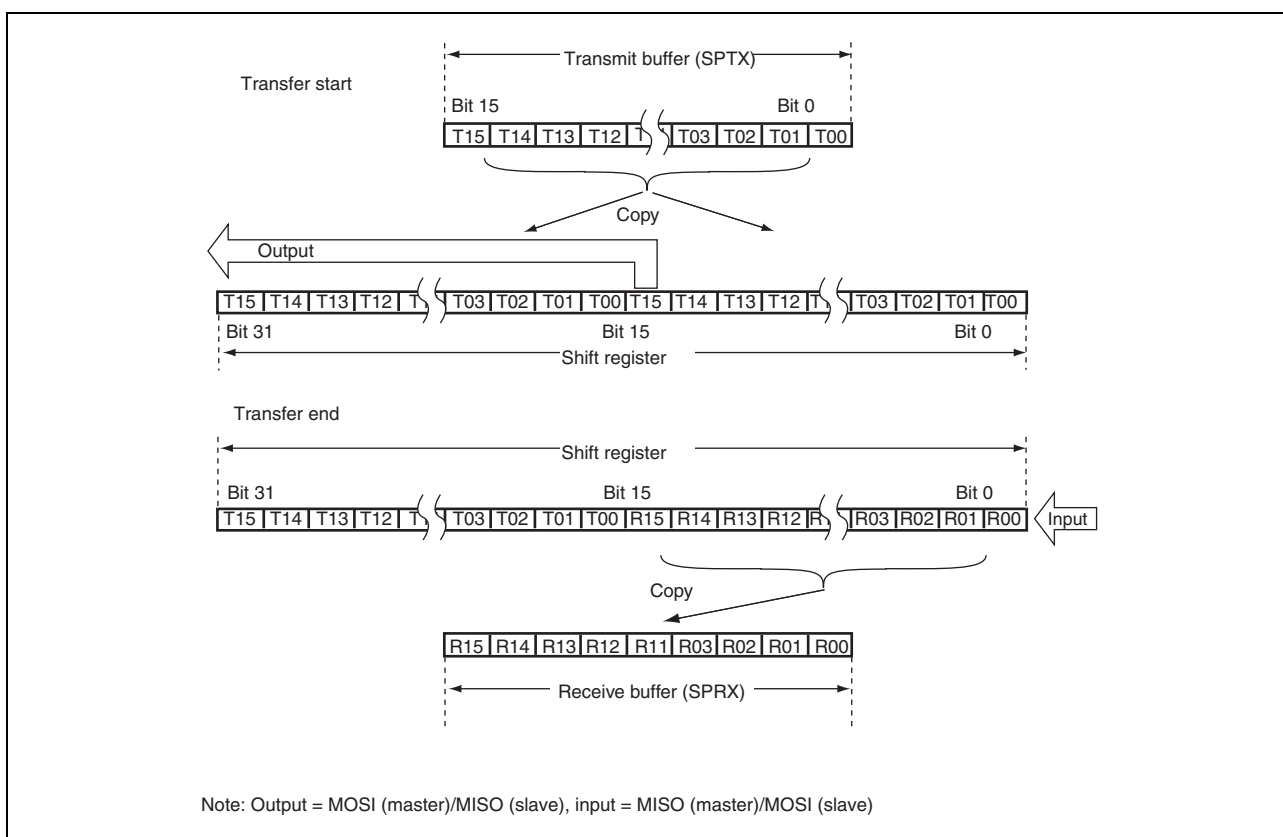 Transmit buffer (SPTX)
Transfer start
Bit 15 Bit 0
T15 T14 T13 T12 T03 T02 T01 T00
Copy
Output
T15 T14 T13 T12 T03 T02 T01 T00 T15 T14 T13 T12 T03 T02 T01 T00
Bit 31 Bit 15 Bit 0
Shift register
Transfer end
Shift register
Bit 31 Bit 15 Bit 0
T15 T14 T13 T12 T03 T02 T01 T00 R15 R14 R13 R12 R03 R02 R01 R00 Input
Copy
R15 R14 R13 R12 R11 R03 R02 R01 R00
Receive buffer (SPRX)
Note: Output = MOSI (master)/MISO (slave), input = MISO (master)/MOSI (slave)